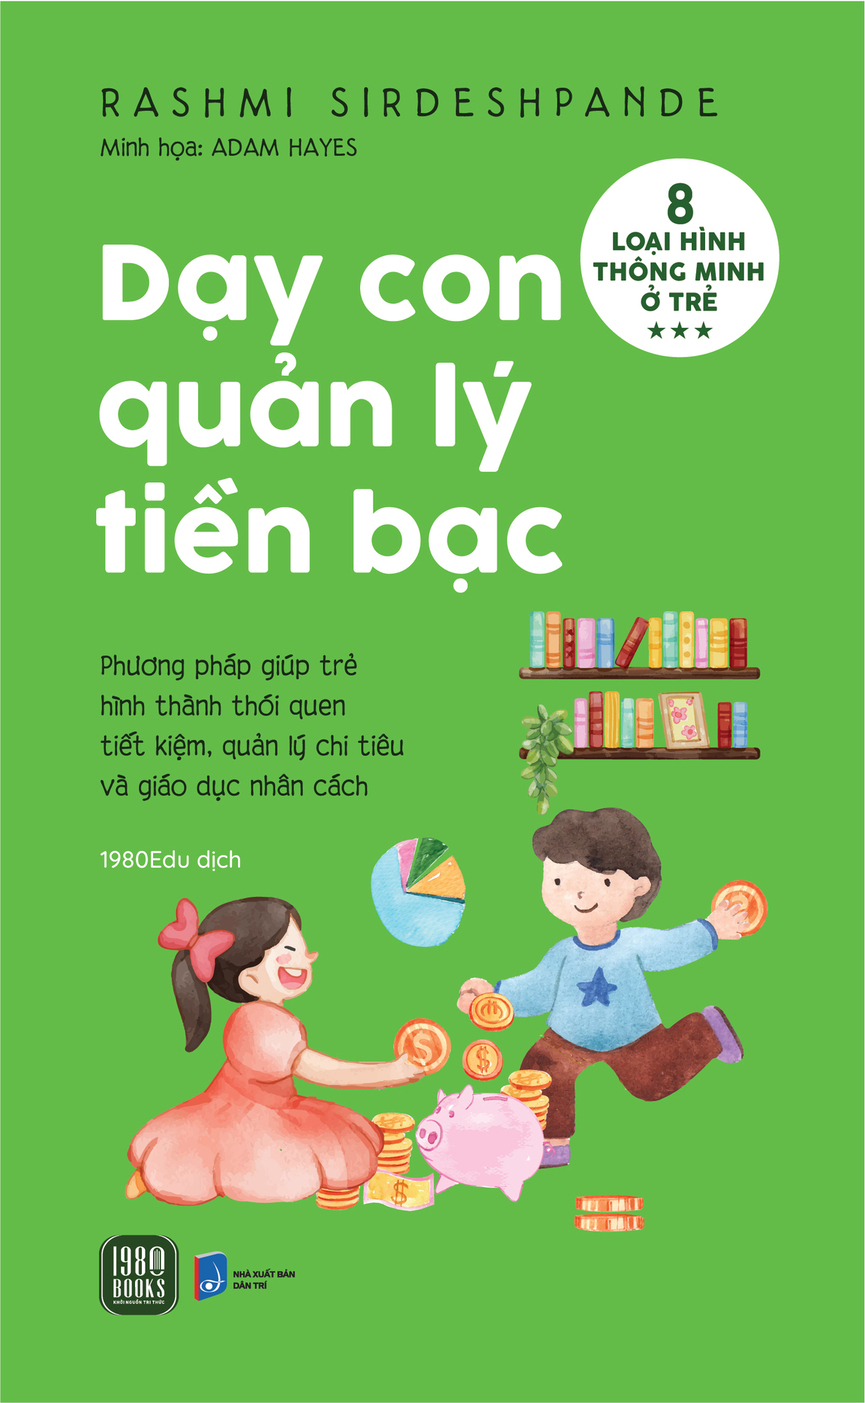 RASHMI SIRDESHPANDE
Minh họa: ADAM HAYES
8
LOẠI HÌNH
THÔNG MINH
Ở TRẺ
Dạy con
quản lý
tiền bạc
Phương pháp giúp trẻ
hình thành thói quen
tiết kiệm, quản lý chi tiêu
và giáo dục nhân cách
1980Edu dịch
$
$
$
1980
BOOKS
KHƠI NGUỒN TRI THỨC
NHÀ XUẤT BẢN
DÂN TRÍ